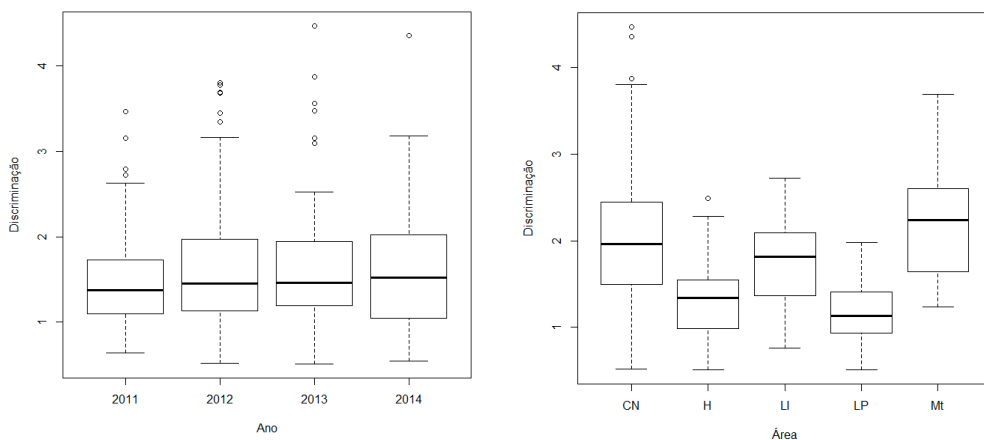 Discriminação
4
3
2
1
2011 2012 2013 2014
Ano
Discriminação
4
3
2
1
CN H LI LP Mt
Área